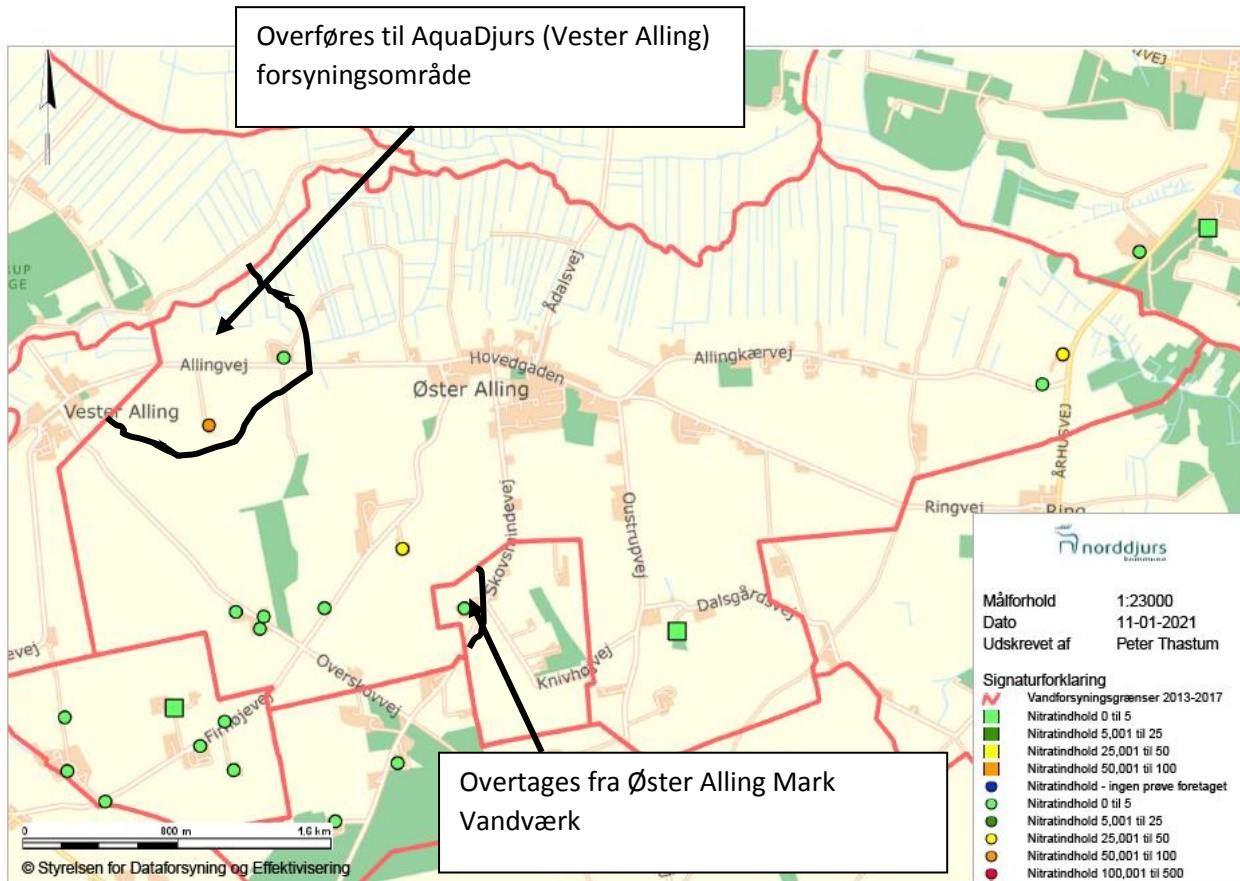 Overføres til AquaDjurs (Vester Alling)
forsyningsområde
Ådalsvej
Allingvej
Hovedgaden
Allingkærvej
Øster Alling
Vester Alling
ÅRHUSVEJ
Skovsmindevej
Oustrupvej
Ringvej
Ring
Dalsgårdsvej
Overskovvej
Knivhøjvej
Firhøjevej
Overtages fra Øster Alling Mark
Vandværk
norddjurs
kommune
Målforhold 1:23000
Dato 11-01-2021
Udskrevet af Peter Thastum
Signaturforklaring
Vandforsyningsgrænser 2013-2017
Nitratindhold 0 til 5
Nitratindhold 5,001 til 25
Nitratindhold 25,001 til 50
Nitratindhold 50,001 til 100
Nitratindhold - ingen prøve foretaget
Nitratindhold 0 til 5
Nitratindhold 5,001 til 25
Nitratindhold 25,001 til 50
Nitratindhold 50,001 til 100
Nitratindhold 100,001 til 500
0 800 m 1.6 km
© Styrelsen for Dataforsyning og Effektivisering